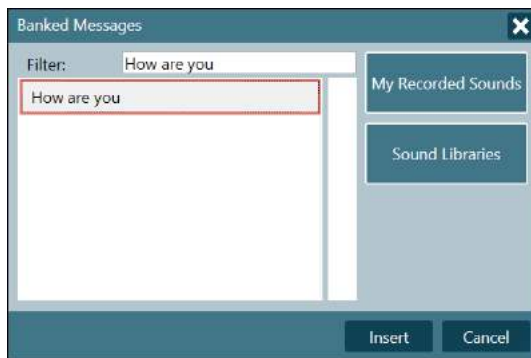 Banked Messages
Filter: How are you
How are you
My Recorded Sounds
Sound Libraries
Insert Cancel